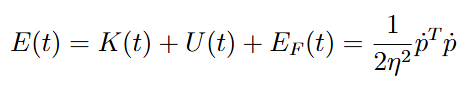 E(t) = K(t) + U(t) + E_F(t) = \frac{1}{2\eta^2} \dot{p}^T \dot{p}